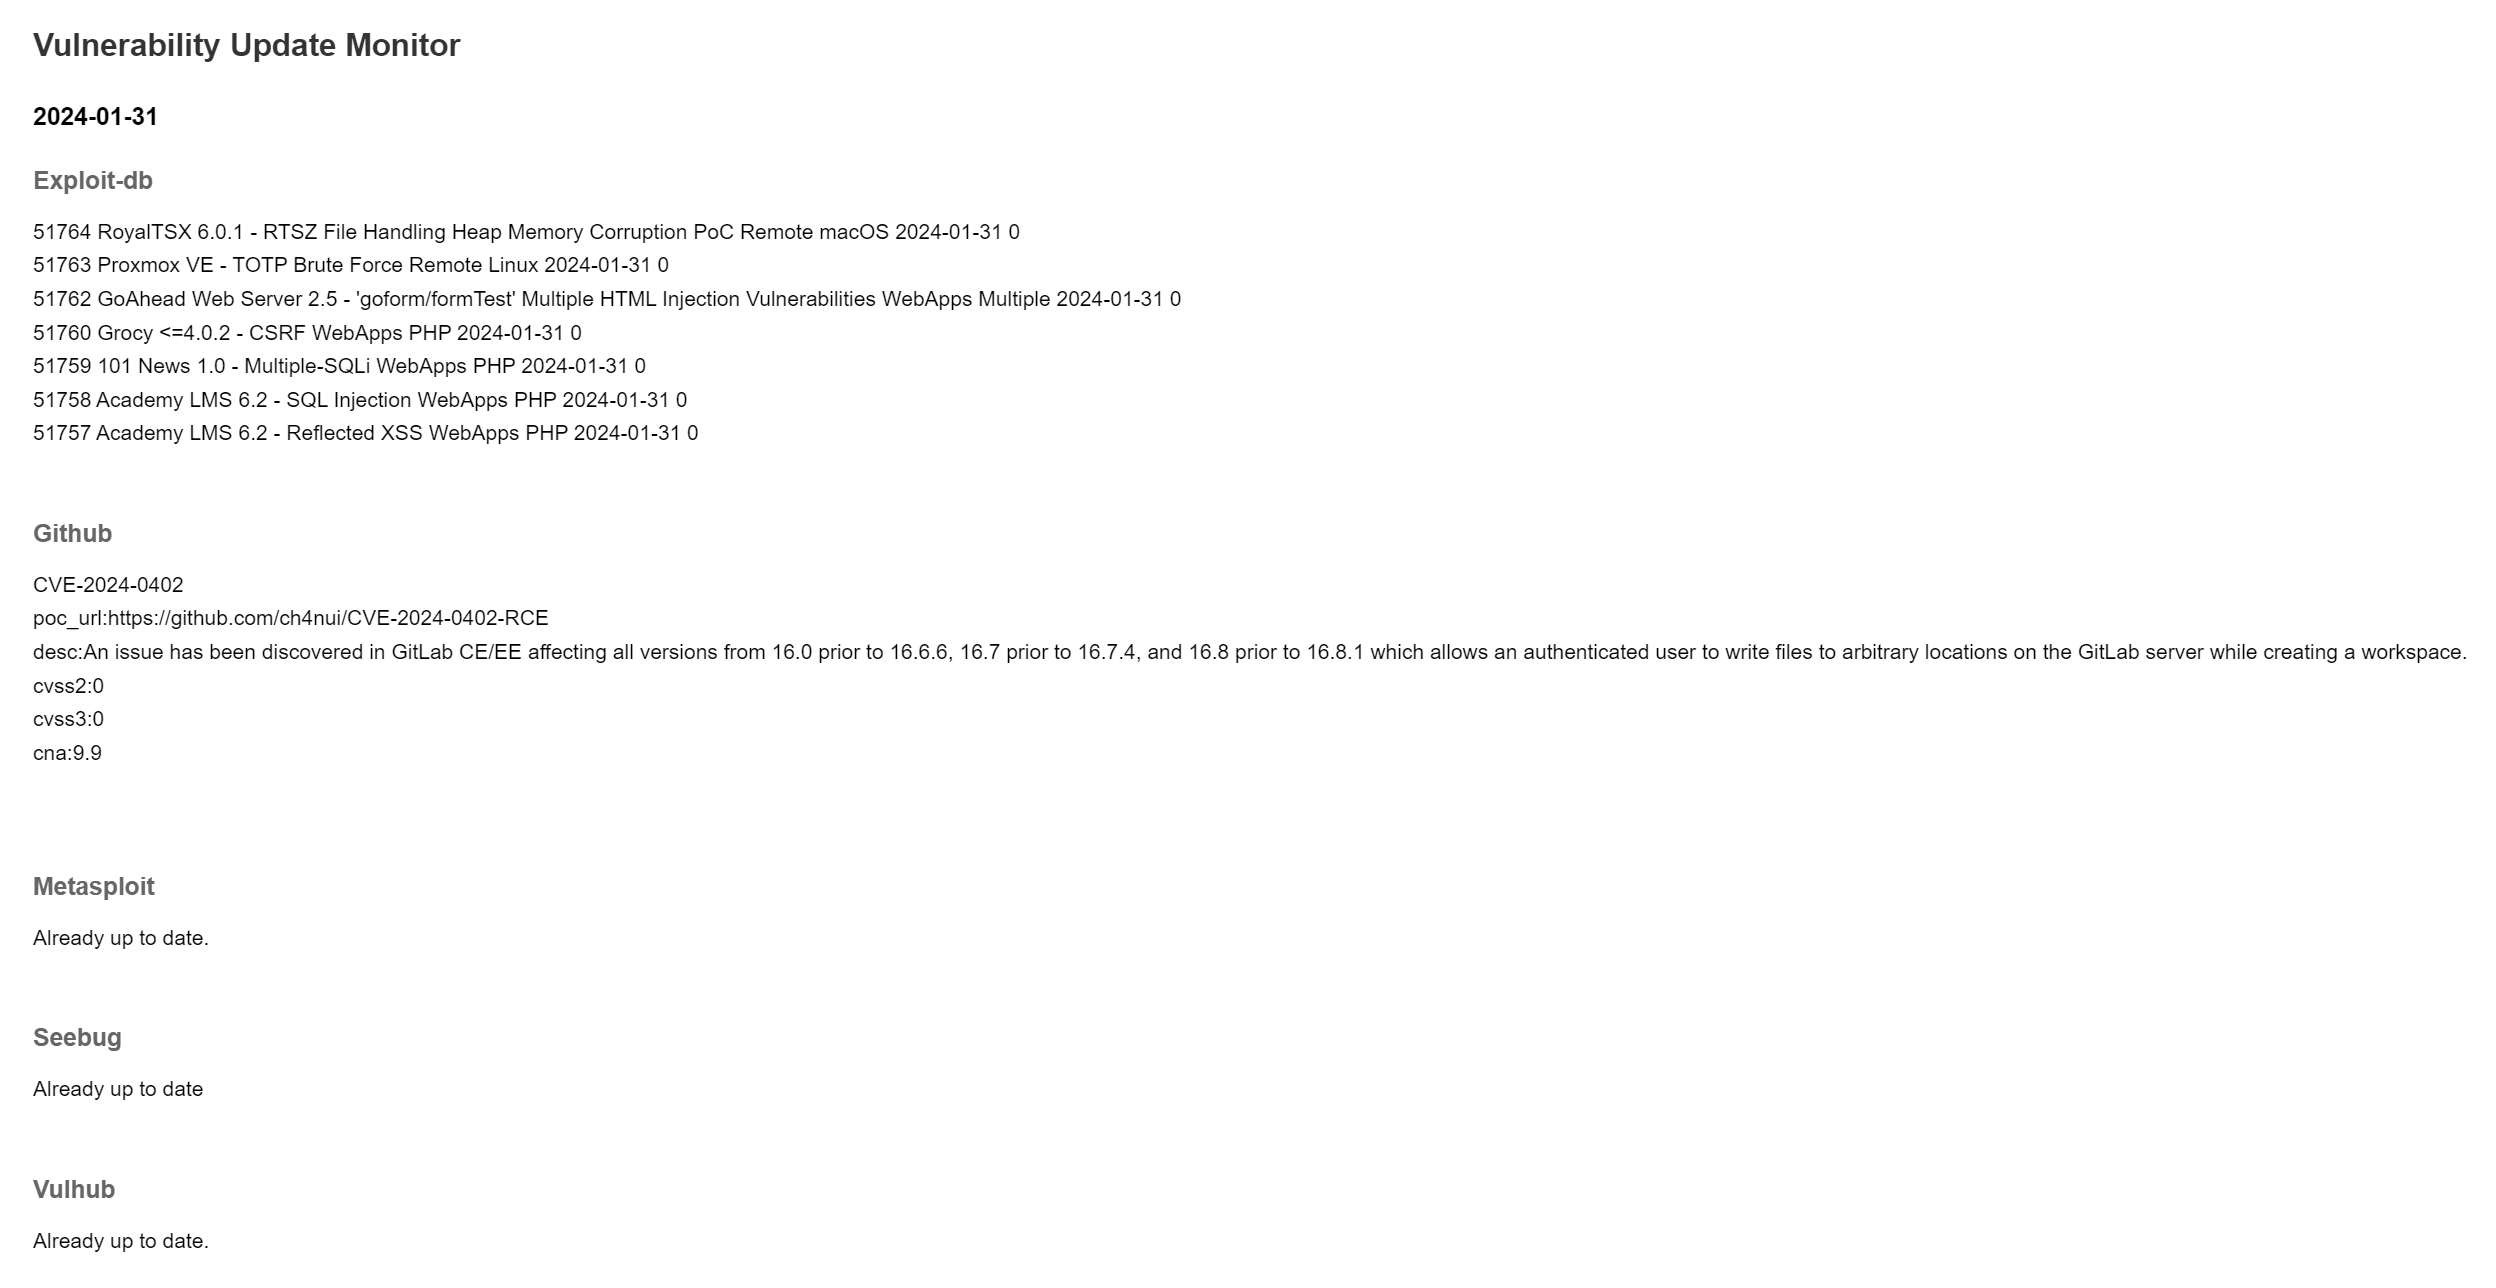 Vulnerability Update Monitor
2024-01-31
Exploit-db
51764 RoyalTSX 6.0.1 - RTSZ File Handling Heap Memory Corruption PoC Remote macOS 2024-01-31 0
51763 Proxmox VE - TOTP Brute Force Remote Linux 2024-01-31 0
51762 GoAhead Web Server 2.5 - 'goform/formTest' Multiple HTML Injection Vulnerabilities WebApps Multiple 2024-01-31 0
51760 Grocy <=4.0.2 - CSRF WebApps PHP 2024-01-31 0
51759 101 News 1.0 - Multiple-SQLi WebApps PHP 2024-01-31 0
51758 Academy LMS 6.2 - SQL Injection WebApps PHP 2024-01-31 0
51757 Academy LMS 6.2 - Reflected XSS WebApps PHP 2024-01-31 0
Github
CVE-2024-0402
poc_url:https://github.com/ch4nui/CVE-2024-0402-RCE
desc:An issue has been discovered in GitLab CE/EE affecting all versions from 16.0 prior to 16.6.6, 16.7 prior to 16.7.4, and 16.8 prior to 16.8.1 which allows an authenticated user to write files to arbitrary locations on the GitLab server while creating a workspace.
cvss2:0
cvss3:0
cna:9.9
Metasploit
Already up to date.
Seebug
Already up to date
Vulhub
Already up to date.